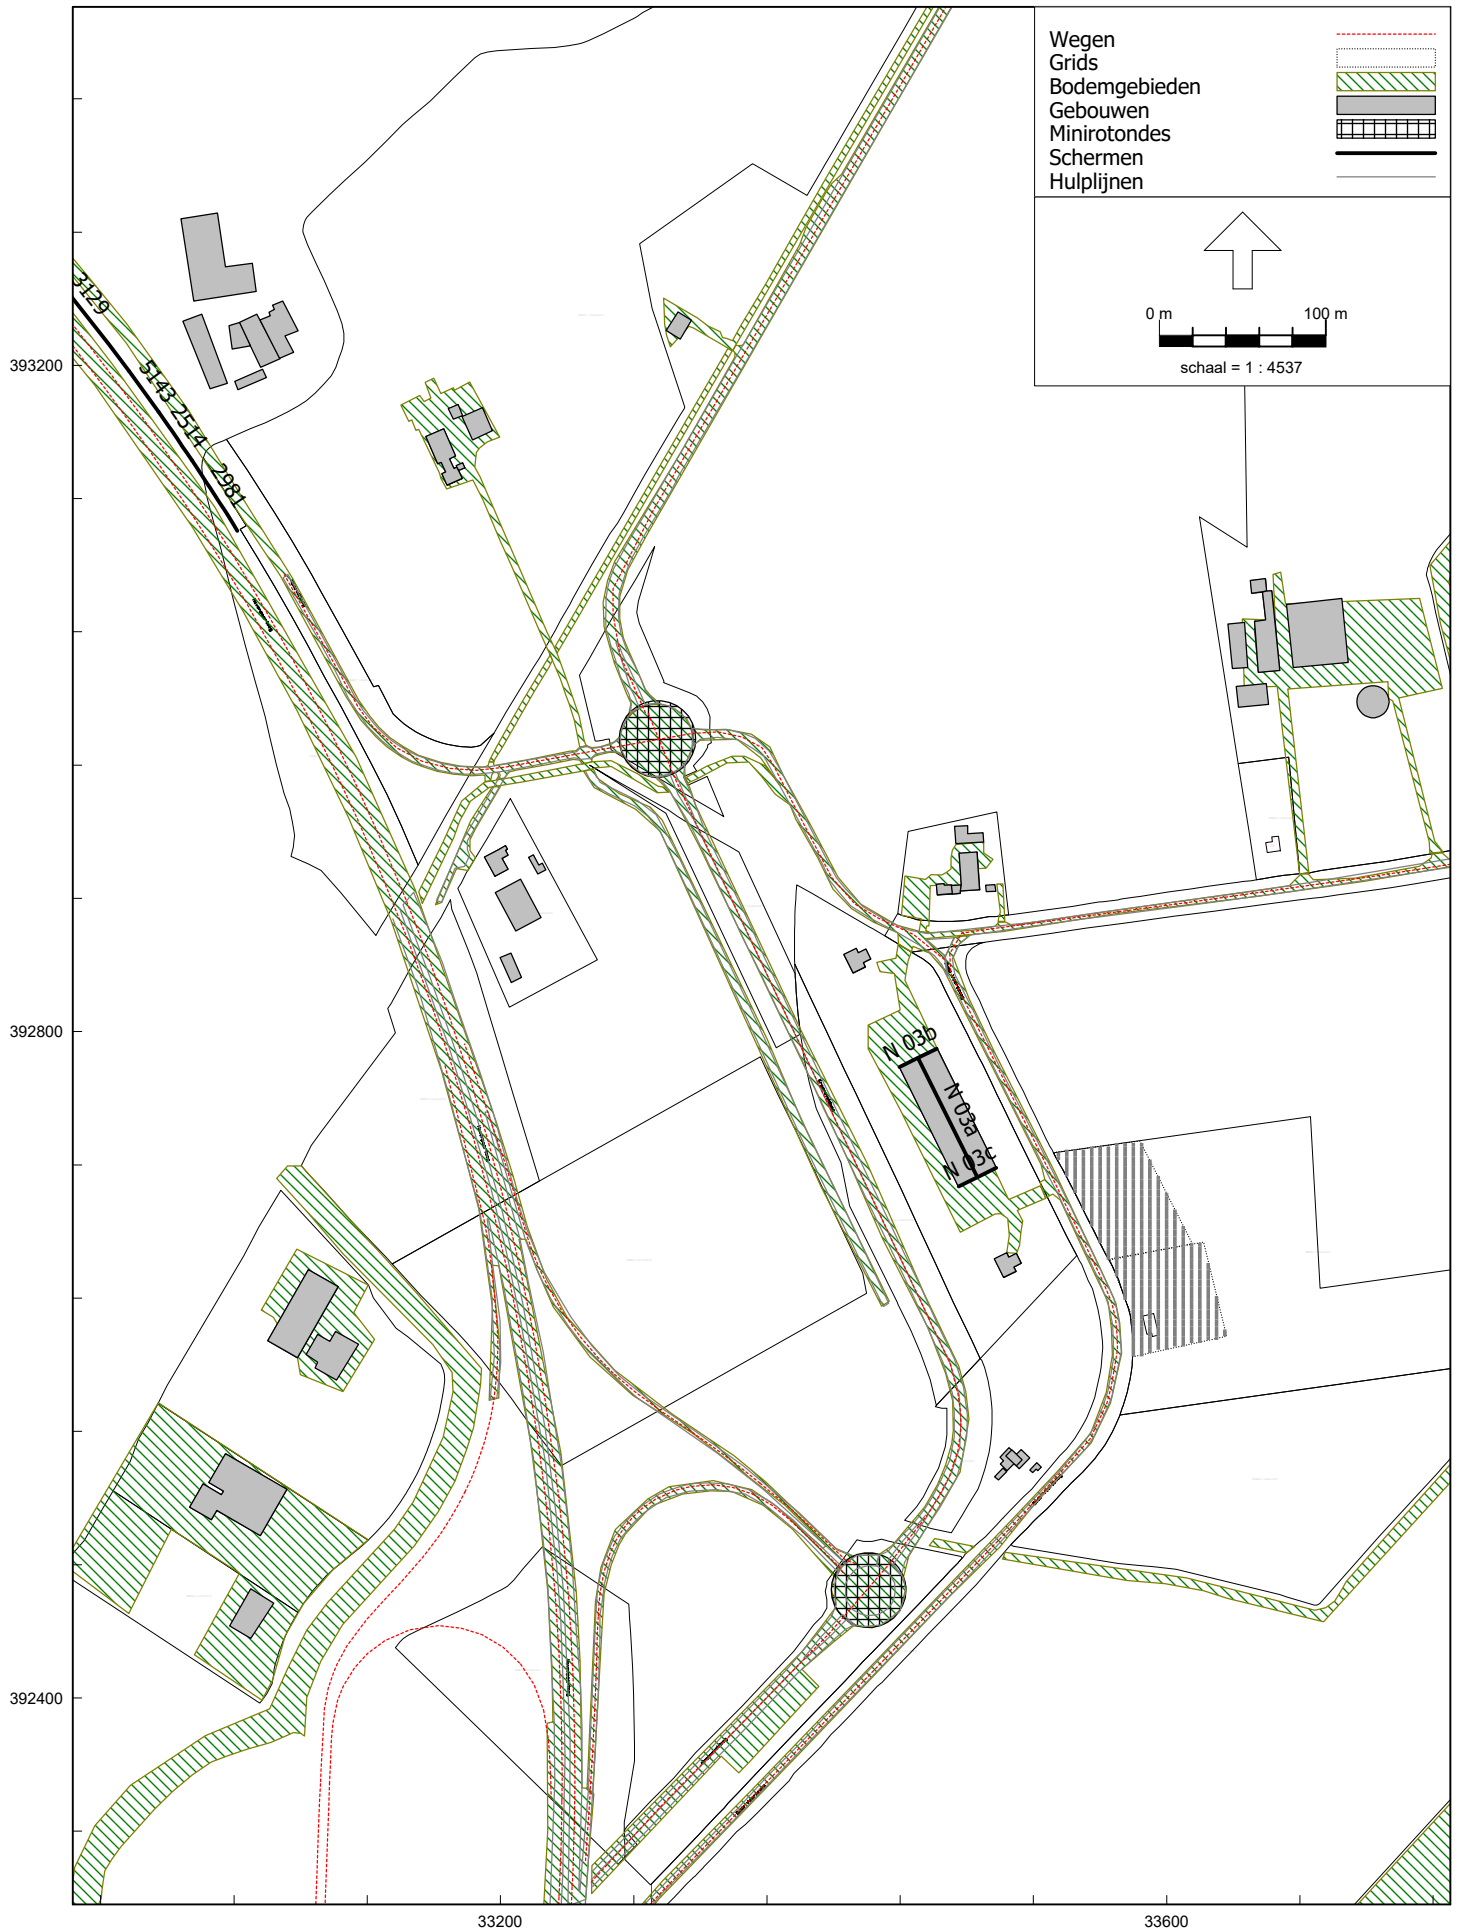 Wegen
Grids
Bodemgebieden
Gebouwen
Minirotondes
Schermen
Hulplijnen
0 m 100 m
schaal = 1 : 4537
3129
5143
2514
2981
393200
392800
392400
N 03b
N 03a
N 03c
33200 33600